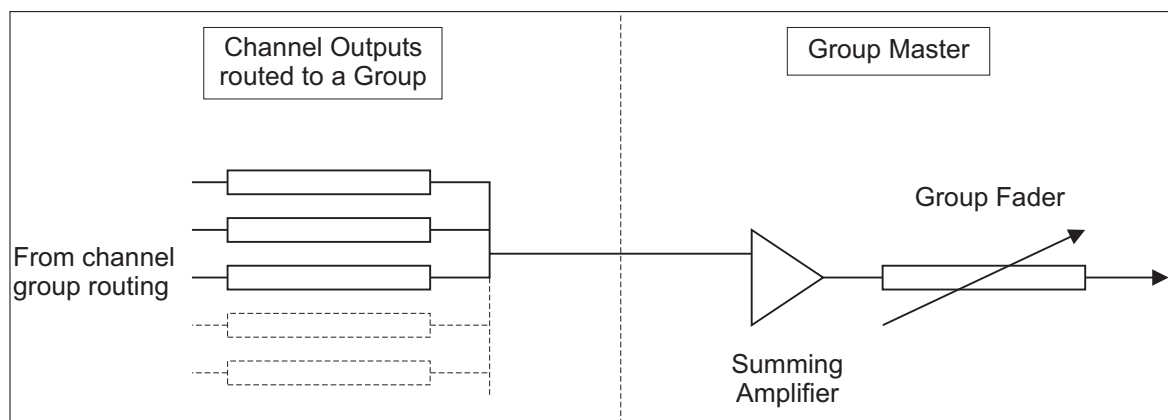 Channel Outputs
routed to a Group
Group Master
Group Fader
From channel
group routing
Summing
Amplifier